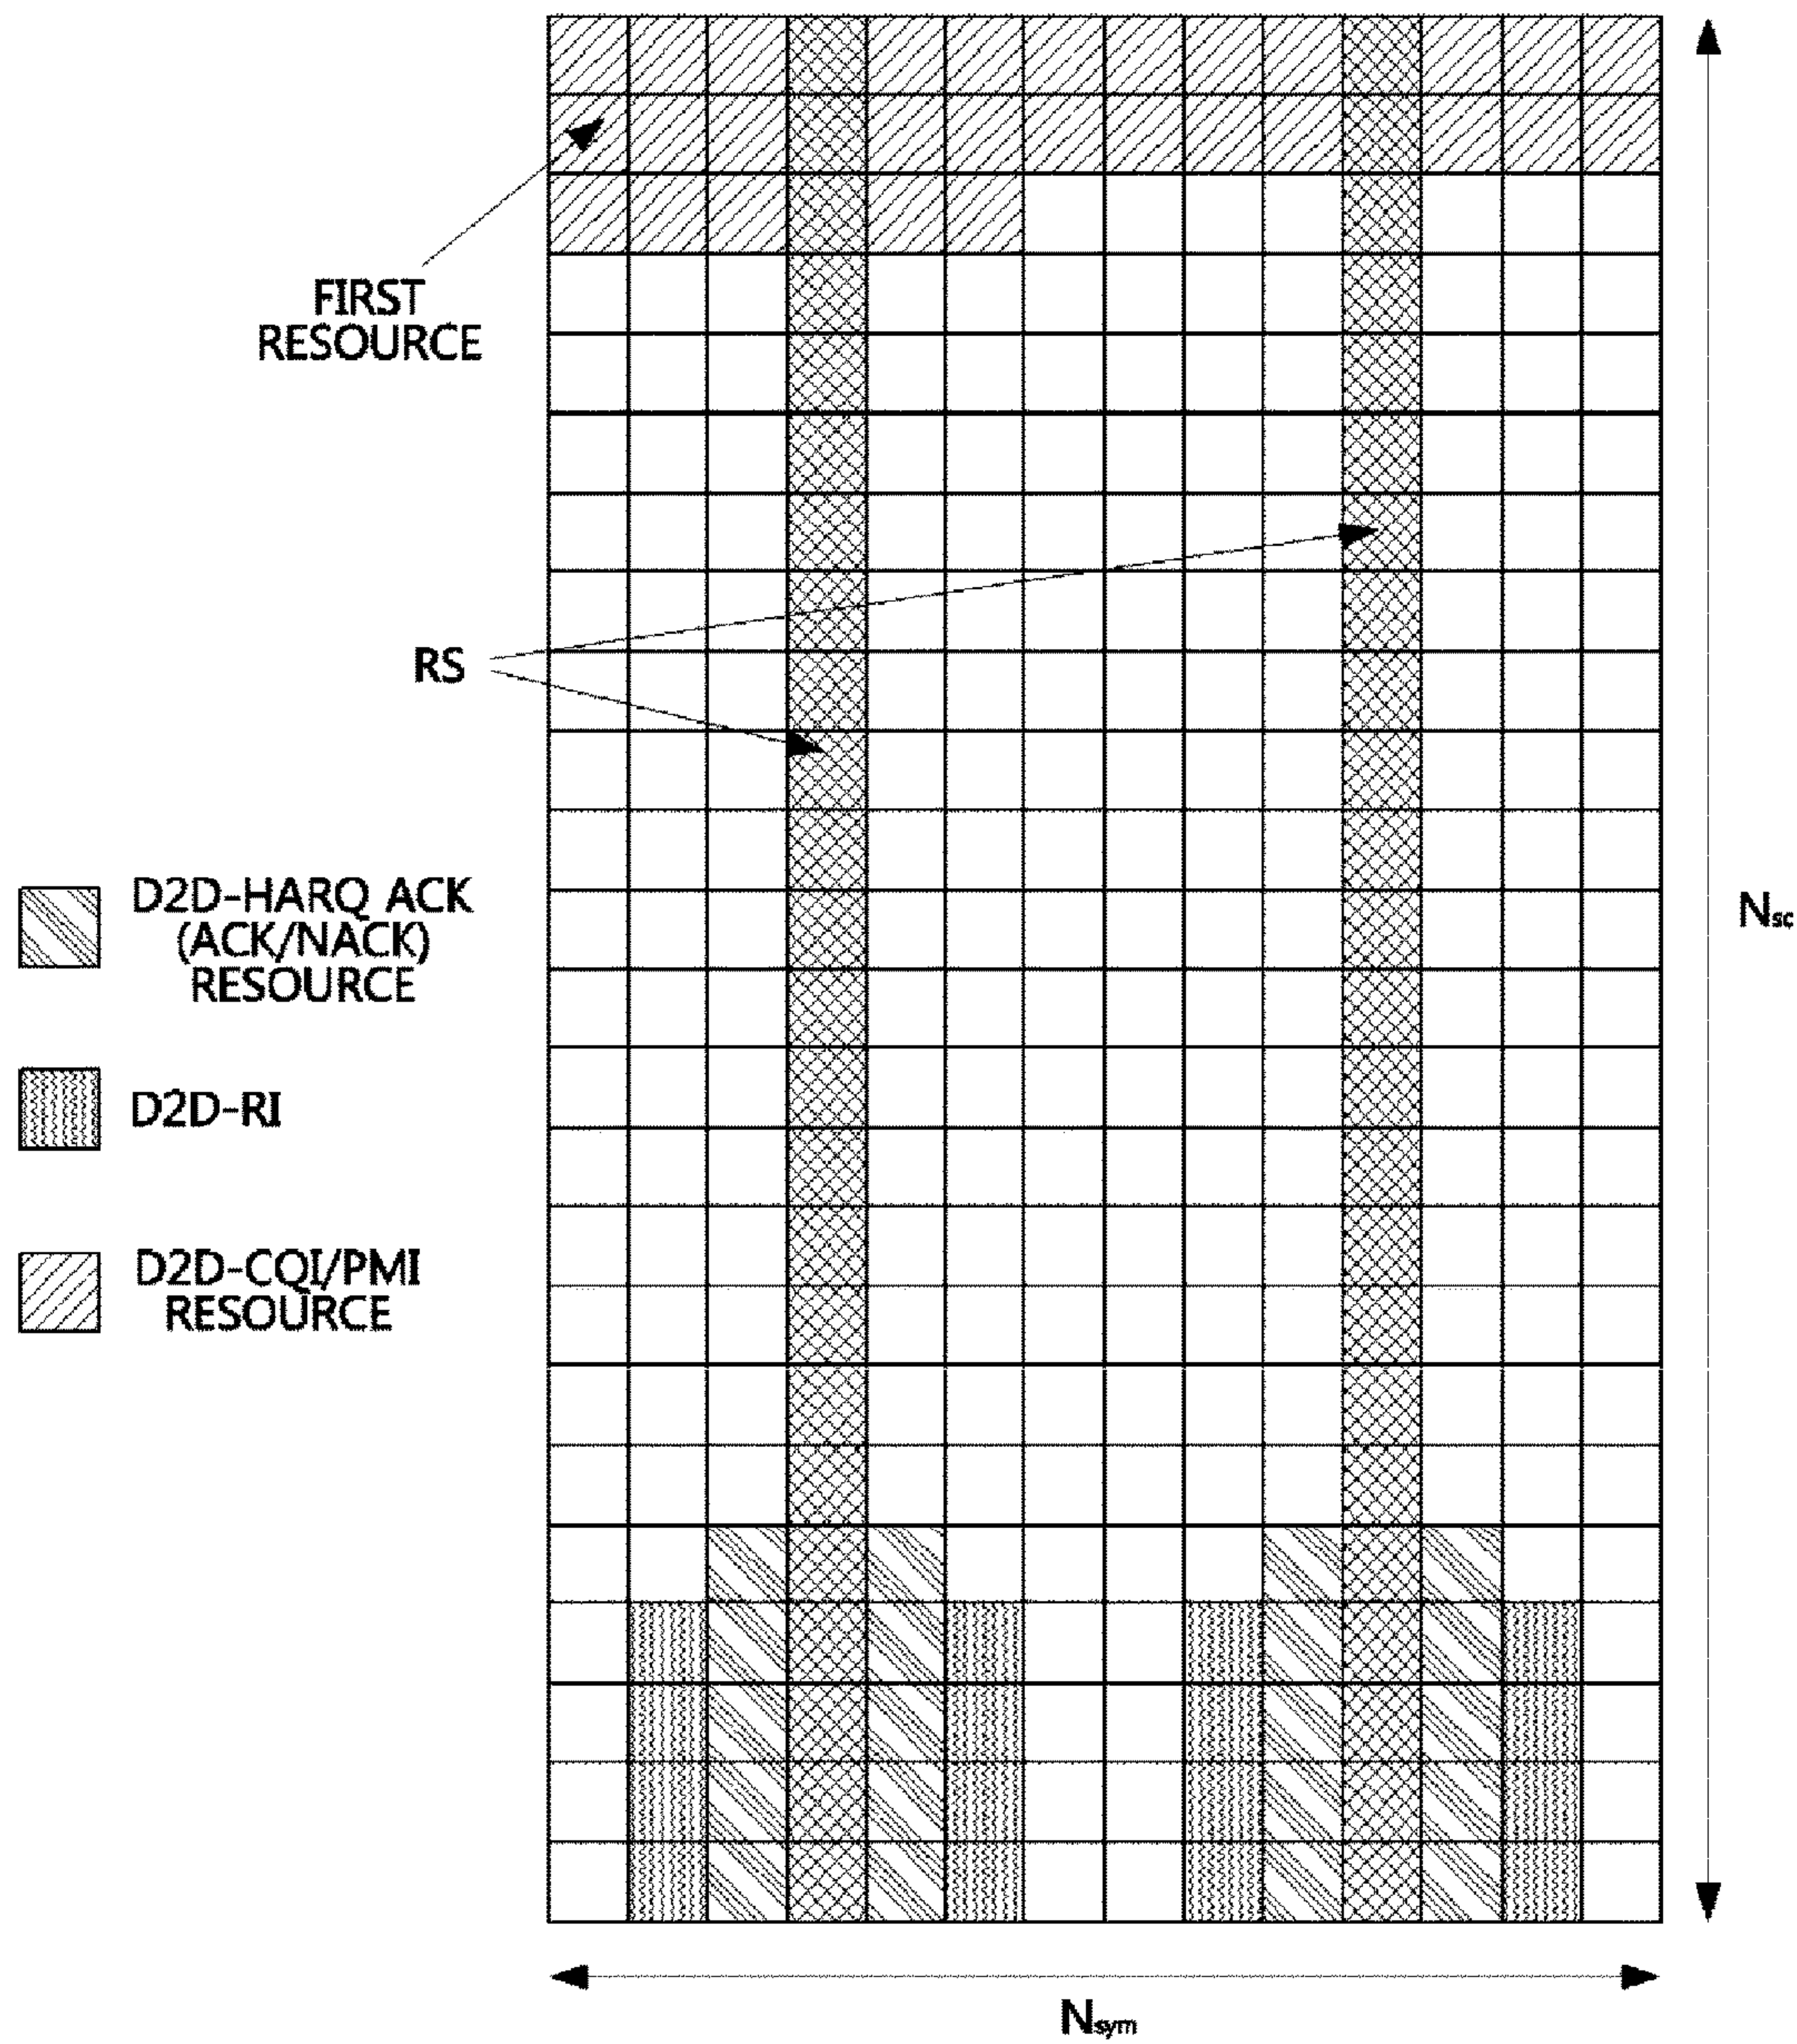 FIRST
RESOURCE
RS
D2D-HARQ ACK
(ACK/NACK)
RESOURCE
D2D-RI
D2D-CQI/PMI
RESOURCE
Nsc
Nsym